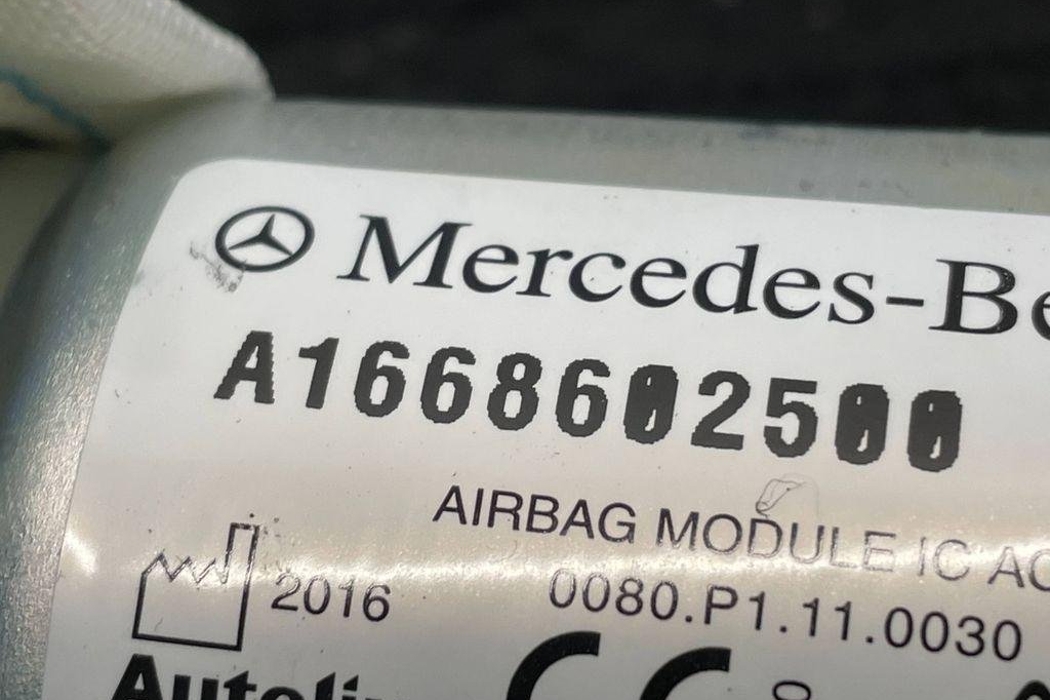 Mercedes-Be
A1668602500
AIRBAG MODULE IC AC
2016
0080.P1.11.0030
Autoli
CE